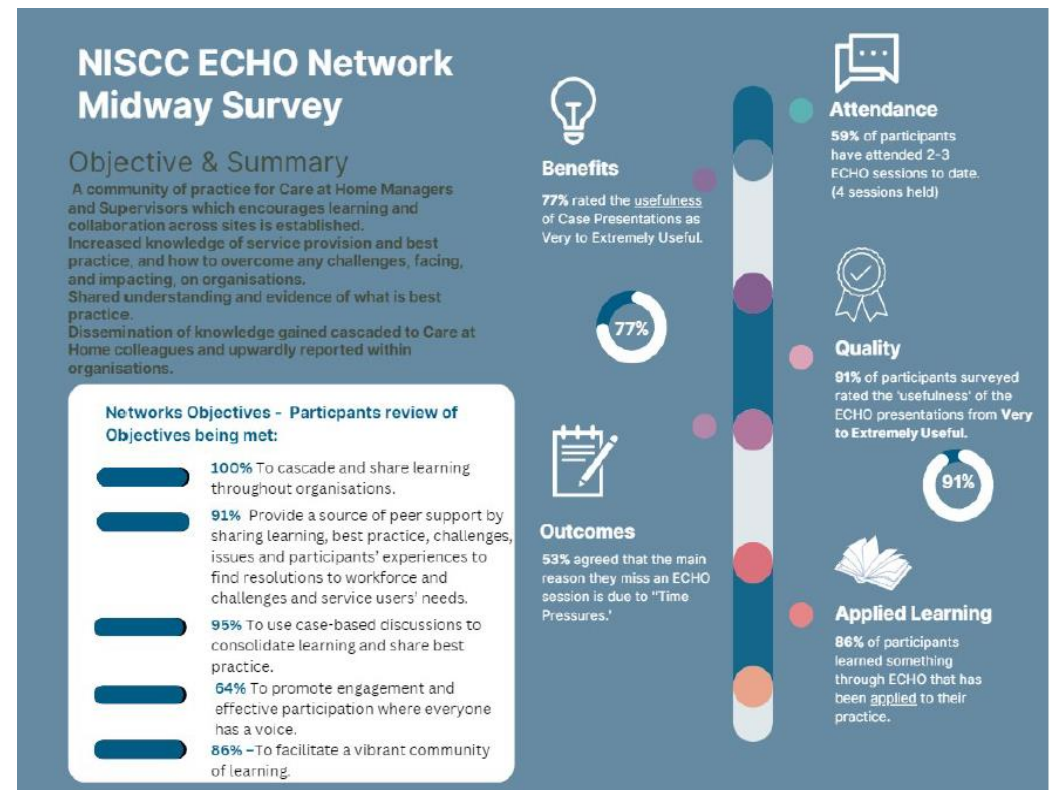 NISCC ECHO Network
Midway Survey
Objective & Summary
A community of practice for Care at Home Managers
and Supervisors which encourages learning and
collaboration across sites is established.
Increased knowledge of service provision and best
practice, and how to overcome any challenges, facing,
and impacting, on organisations.
Shared understanding and evidence of what is best
practice.
Dissemination of knowledge gained cascaded to Care at
Home colleagues and upwardly reported within
organisations.
Networks Objectives - Particpants review of
Objectives being met:
100% To cascade and share learning
throughout organisations.
91% Provide a source of peer support by
sharing learning, best practice, challenges,
issues and participants' experiences to
find resolutions to workforce and
challenges and service users' needs.
95% To use case-based discussions to
consolidate learning and share best
practice.
64% To promote engagement and
effective participation where everyone
has a voice.
86% –To facilitate a vibrant community
of learning.
Benefits
77% rated the usefulness
of Case Presentations as
Very to Extremely Useful.
77%
Outcomes
53% agreed that the main
reason they miss an ECHO
session is due to "Time
Pressures.'
Attendance
59% of participants
have attended 2-3
ECHO sessions to date.
(4 sessions held)
Quality
91% of participants surveyed
rated the 'usefulness' of the
ECHO presentations from Very
to Extremely Useful.
91%
Applied Learning
86% of participants
learned something
through ECHO that has
been applied to their
practice.